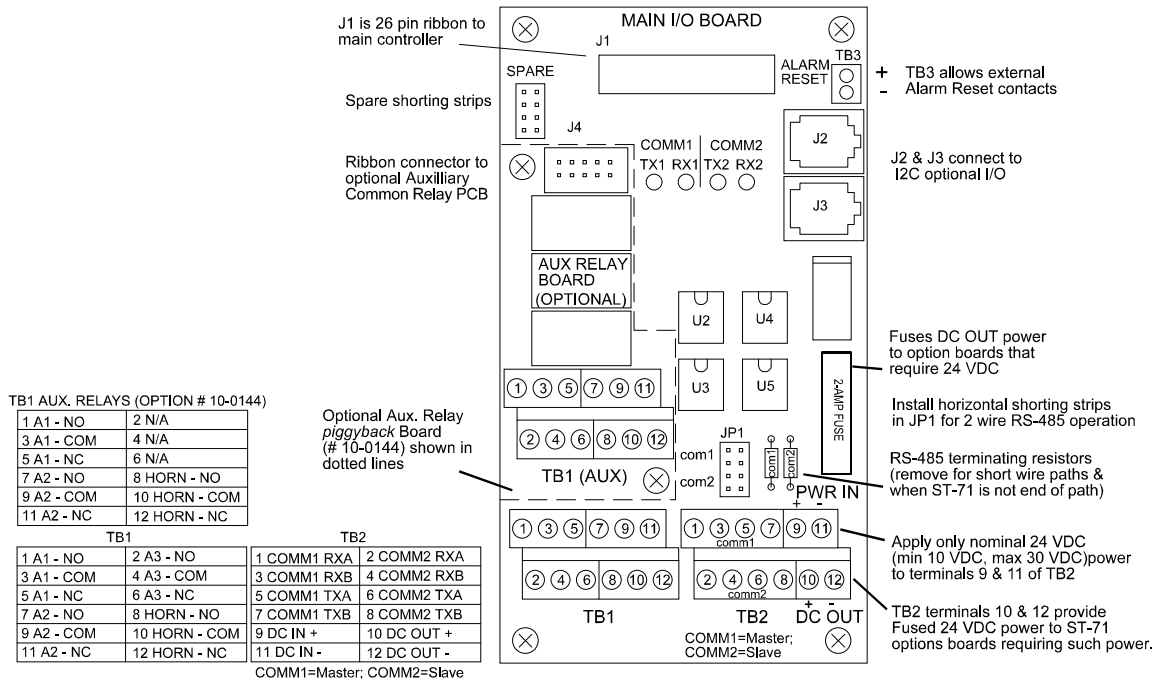 MAIN I/O BOARD
J1 is 26 pin ribbon to
main controller
J1
ALARM
RESET
TB3
+
-
TB3 allows external
Alarm Reset contacts
SPARE
Spare shorting strips
J4
COMM1 COMM2
TX1 RX1 TX2 RX2
J2
J3
J2 & J3 connect to
I2C optional I/O
Ribbon connector to
optional Auxilliary
Common Relay PCB
AUX RELAY
BOARD
(OPTIONAL)
U2 U4
U3 U5
2-AMP FUSE
Fuses DC OUT power
to option boards that
require 24 VDC
Install horizontal shorting strips
in JP1 for 2 wire RS-485 operation
RS-485 terminating resistors
(remove for short wire paths &
when ST-71 is not end of path)
Optional Aux. Relay
piggyback Board
(# 10-0144) shown in
dotted lines
1 3 5 7 9 11
2 4 6 8 10 12
TB1 (AUX)
JP1
com1
com2
com1
com2
PWR IN
+ -
1 3 5 7 9 11
2 4 6 8 10 12
TB1
1 3 5 7 9 11
comm1
2 4 6 8 10 12
comm2
+ -
TB2 DC OUT
COMM1=Master;
COMM2=Slave
Apply only nominal 24 VDC
(min 10 VDC, max 30 VDC)power
to terminals 9 & 11 of TB2
TB2 terminals 10 & 12 provide
Fused 24 VDC power to ST-71
options boards requiring such power.
TB1 AUX. RELAYS (OPTION # 10-0144)
1 A1 - NO 2 N/A
3 A1 - COM 4 N/A
5 A1 - NC 6 N/A
7 A2 - NO 8 HORN - NO
9 A2 - COM 10 HORN - COM
11 A2 - NC 12 HORN - NC
TB1
1 A1 - NO 2 A3 - NO
3 A1 - COM 4 A3 - COM
5 A1 - NC 6 A3 - NC
7 A2 - NO 8 HORN - NO
9 A2 - COM 10 HORN - COM
11 A2 - NC 12 HORN - NC
TB2
1 COMM1 RXA 2 COMM2 RXA
3 COMM1 RXB 4 COMM2 RXB
5 COMM1 TXA 6 COMM2 TXA
7 COMM1 TXB 8 COMM2 TXB
9 DC IN + 10 DC OUT +
11 DC IN - 12 DC OUT -
COMM1=Master; COMM2=Slave